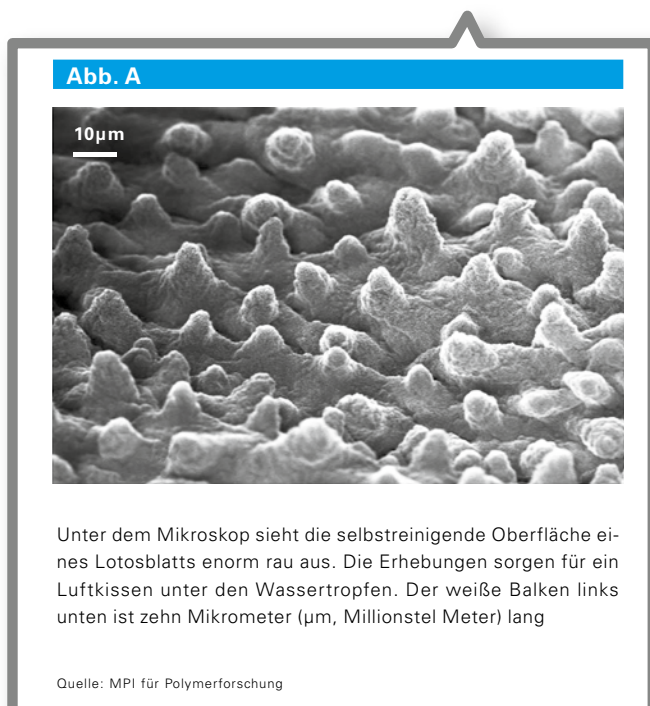 Abb. A
10µm
Unter dem Mikroskop sieht die selbstreinigende Oberfläche ei-
nes Lotosblatts enorm rau aus. Die Erhebungen sorgen für ein
Luftkissen unter den Wassertropfen. Der weiße Balken links
unten ist zehn Mikrometer (µm, Millionstel Meter) lang
Quelle: MPI für Polymerforschung